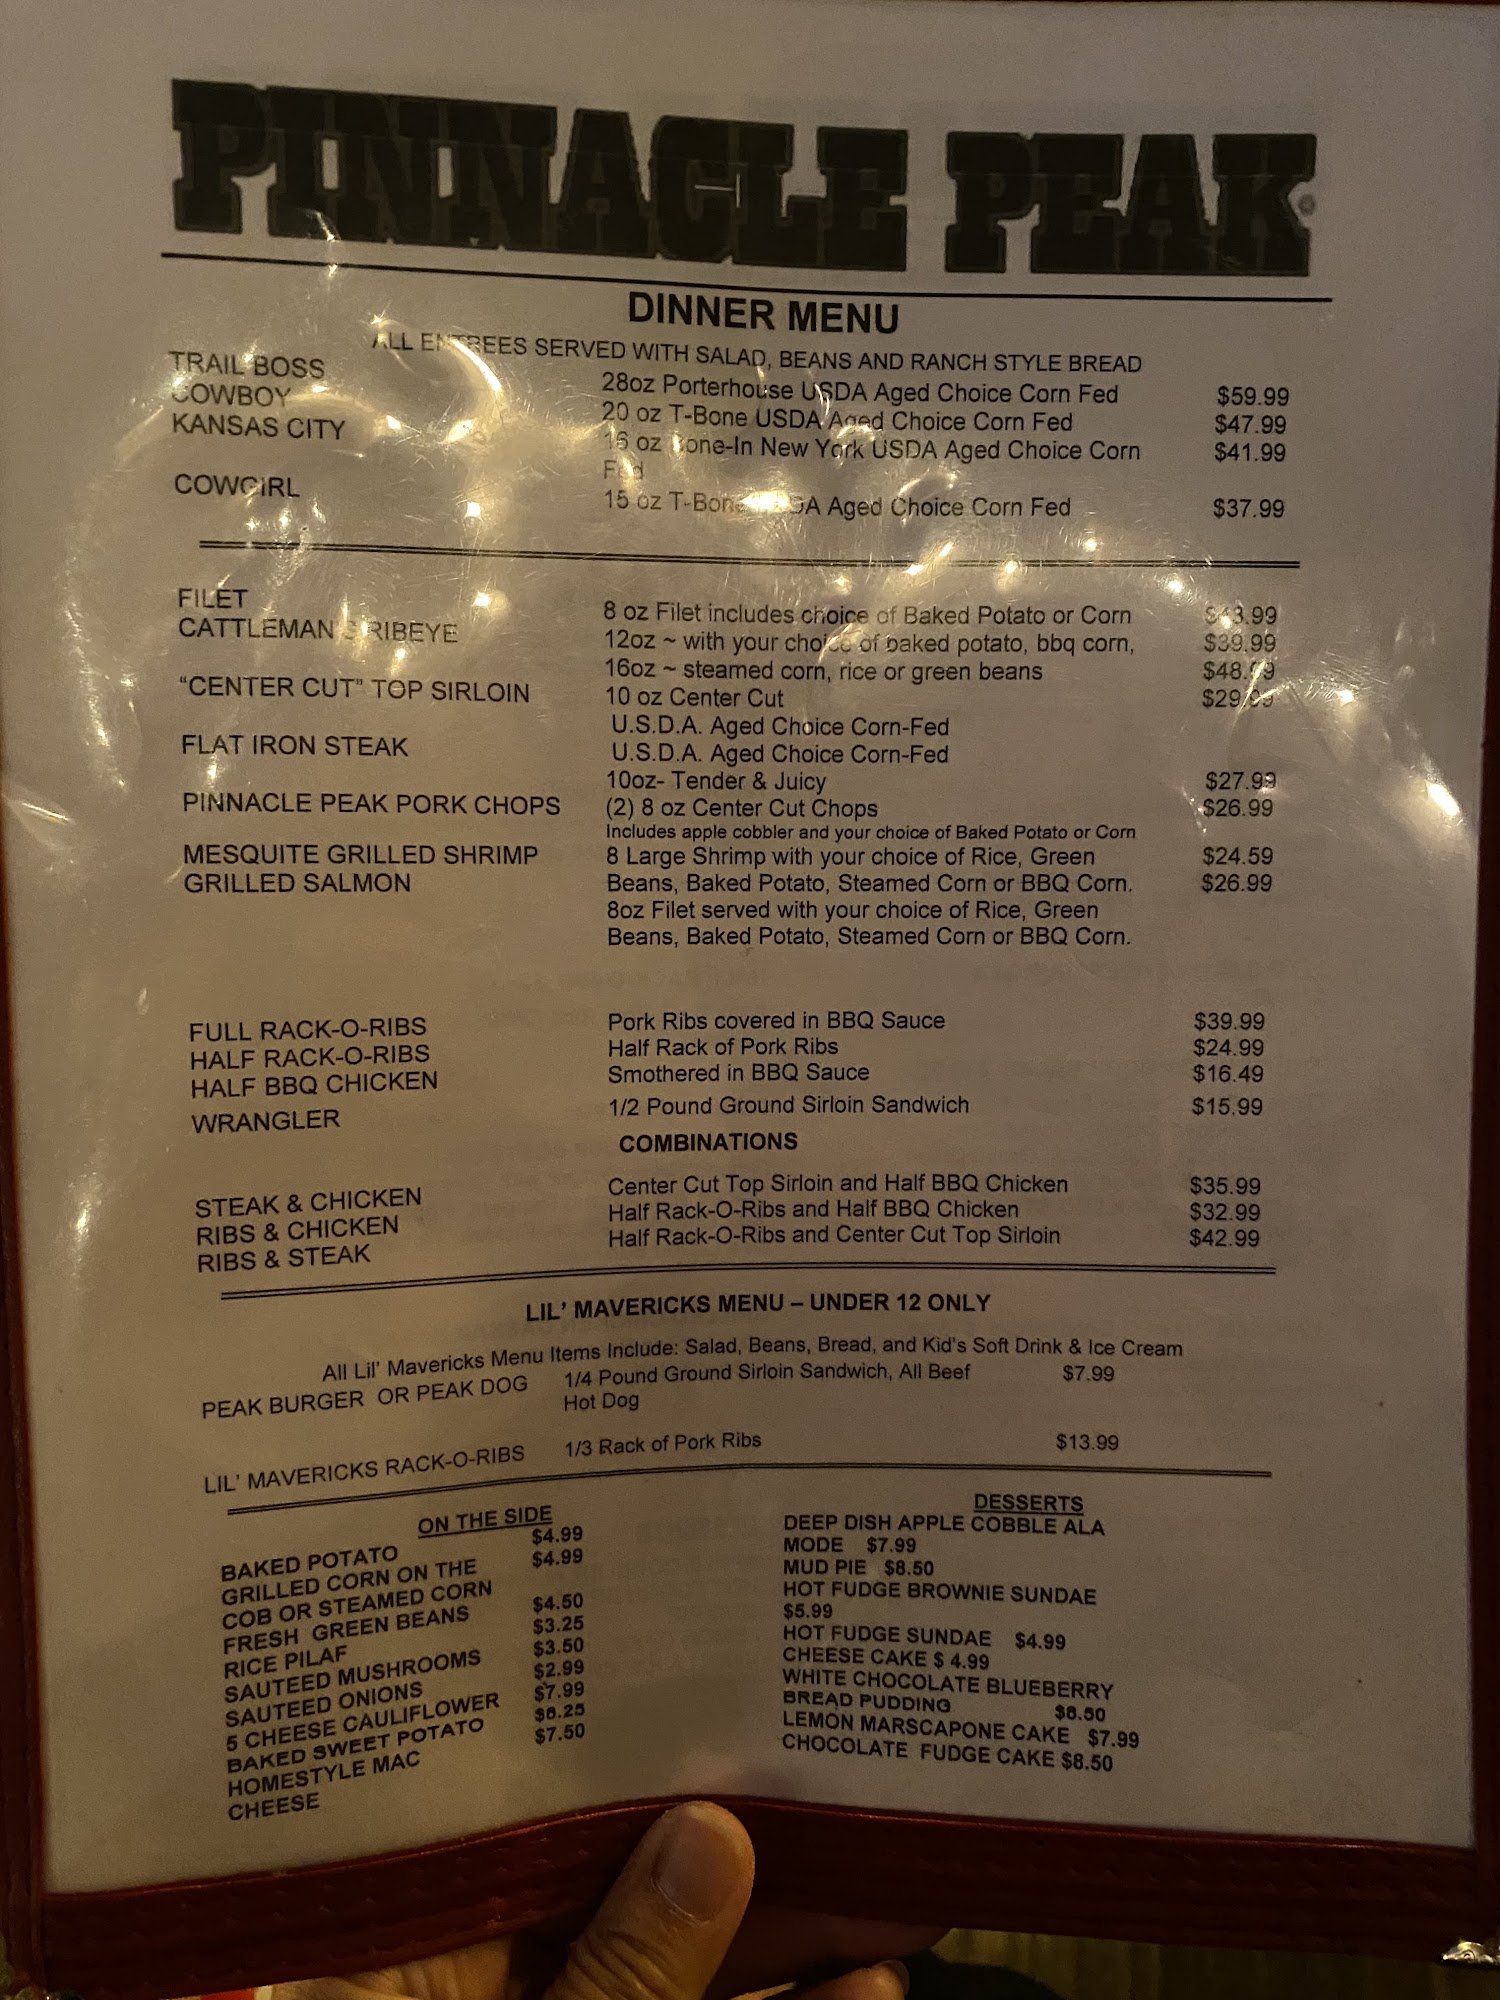 PINNACLE PEAK
DINNER MENU
ALL ENTREES SERVED WITH SALAD, BEANS AND RANCH STYLE BREAD
TRAIL BOSS 28oz Porterhouse USDA Aged Choice Corn Fed $59.99
COWBOY 20 oz T-Bone USDA Aged Choice Corn Fed $47.99
KANSAS CITY 16 oz Bone-In New York USDA Aged Choice Corn $41.99
Fed
COWGIRL 15 oz T-Bone USDA Aged Choice Corn Fed $37.99
FILET 8 oz Filet includes choice of Baked Potato or Corn $43.99
CATTLEMAN'S RIBEYE 12oz ~ with your choice of baked potato, bbq corn, $39.99
16oz ~ steamed corn, rice or green beans $48.99
"CENTER CUT" TOP SIRLOIN 10 oz Center Cut $29.99
U.S.D.A. Aged Choice Corn-Fed
FLAT IRON STEAK U.S.D.A. Aged Choice Corn-Fed
10oz- Tender & Juicy $27.99
PINNACLE PEAK PORK CHOPS (2) 8 oz Center Cut Chops $26.99
Includes apple cobbler and your choice of Baked Potato or Corn
MESQUITE GRILLED SHRIMP 8 Large Shrimp with your choice of Rice, Green $24.59
GRILLED SALMON Beans, Baked Potato, Steamed Corn or BBQ Corn. $26.99
8oz Filet served with your choice of Rice, Green
Beans, Baked Potato, Steamed Corn or BBQ Corn.
FULL RACK-O-RIBS Pork Ribs covered in BBQ Sauce $39.99
HALF RACK-O-RIBS Half Rack of Pork Ribs $24.99
HALF BBQ CHICKEN Smothered in BBQ Sauce $16.49
WRANGLER 1/2 Pound Ground Sirloin Sandwich $15.99
COMBINATIONS
STEAK & CHICKEN Center Cut Top Sirloin and Half BBQ Chicken $35.99
RIBS & CHICKEN Half Rack-O-Ribs and Half BBQ Chicken $32.99
RIBS & STEAK Half Rack-O-Ribs and Center Cut Top Sirloin $42.99
LIL' MAVERICKS MENU – UNDER 12 ONLY
All Lil' Mavericks Menu Items Include: Salad, Beans, Bread, and Kid's Soft Drink & Ice Cream
PEAK BURGER OR PEAK DOG 1/4 Pound Ground Sirloin Sandwich, All Beef $7.99
Hot Dog
LIL' MAVERICKS RACK-O-RIBS 1/3 Rack of Pork Ribs $13.99
ON THE SIDE
$4.99
BAKED POTATO $4.99
GRILLED CORN ON THE
COB OR STEAMED CORN $4.50
FRESH GREEN BEANS $3.25
RICE PILAF $3.50
SAUTEED MUSHROOMS $2.99
SAUTEED ONIONS $7.99
5 CHEESE CAULIFLOWER $6.25
BAKED SWEET POTATO $7.50
HOMESTYLE MAC
CHEESE
DESSERTS
DEEP DISH APPLE COBBLE ALA
MODE $7.99
MUD PIE $8.50
HOT FUDGE BROWNIE SUNDAE
$5.99
HOT FUDGE SUNDAE $4.99
CHEESE CAKE $ 4.99
WHITE CHOCOLATE BLUEBERRY
BREAD PUDDING $8.50
LEMON MARSCAPONE CAKE $7.99
CHOCOLATE FUDGE CAKE $8.50